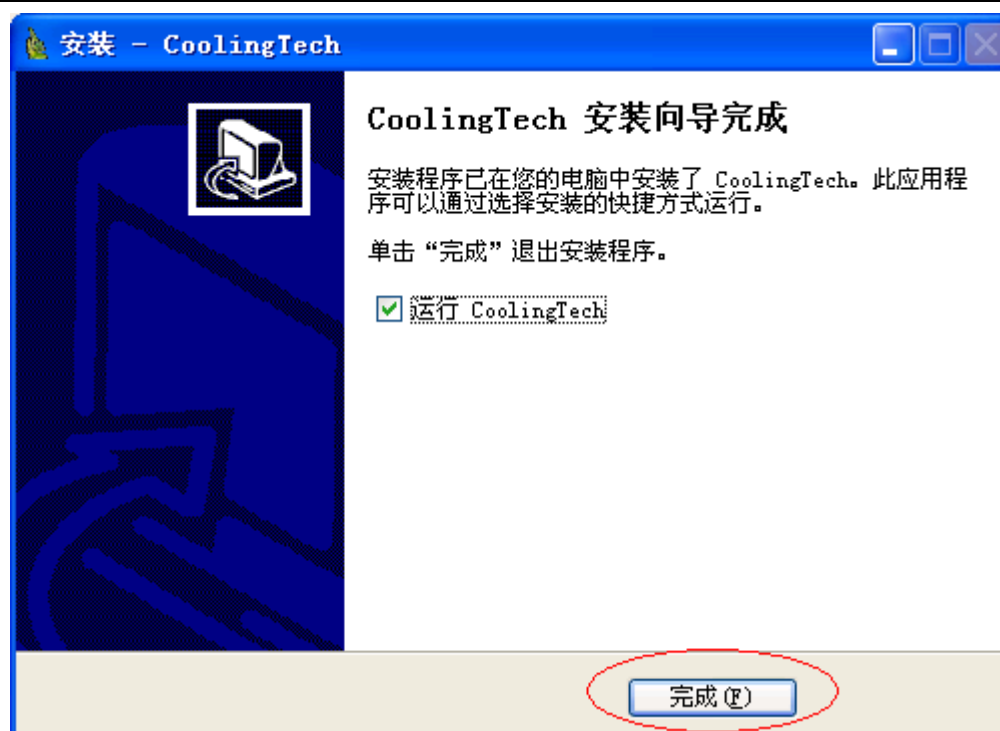 安装 - CoolingTech
CoolingTech 安装向导完成
安装程序已在您的电脑中安装了 CoolingTech。此应用程
序可以通过选择安装的快捷方式运行。
单击“完成”退出安装程序。
运行 CoolingTech
完成(F)